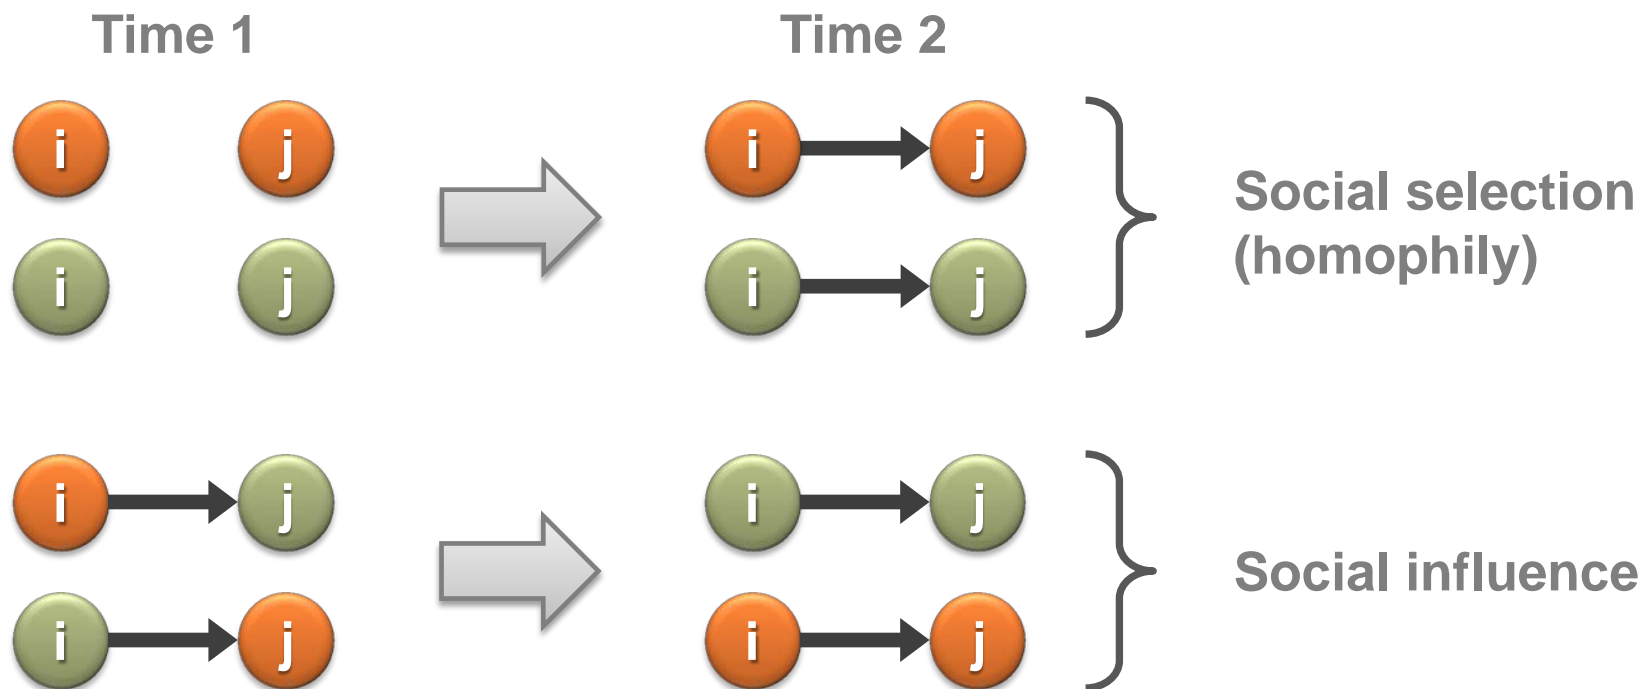 Time 1
Time 2
i
j
i
j
Social selection
(homophily)
i
j
i
j
i
j
i
j
Social influence
i
j
i
j